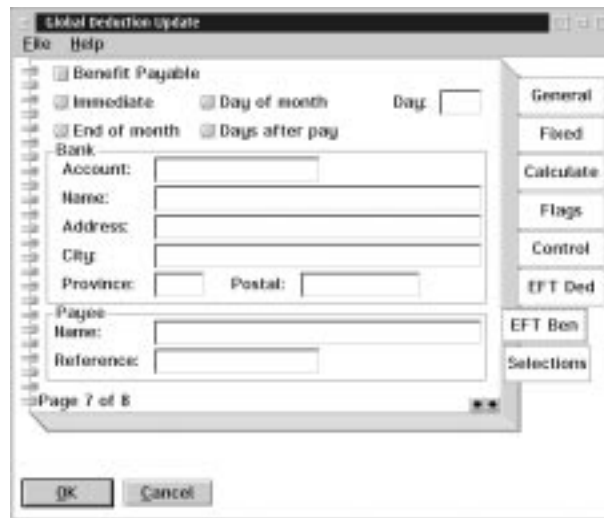 Global Deduction Update
File Help
Benefit Payable
Immediate Day of month Day:
End of month Days after pay
Bank
Account:
Name:
Address:
City:
Province: Postal:
Payee
Name:
Reference:
Page 7 of 8
General
Fixed
Calculate
Flags
Control
EFT Ded
EFT Ben
Selections
OK Cancel